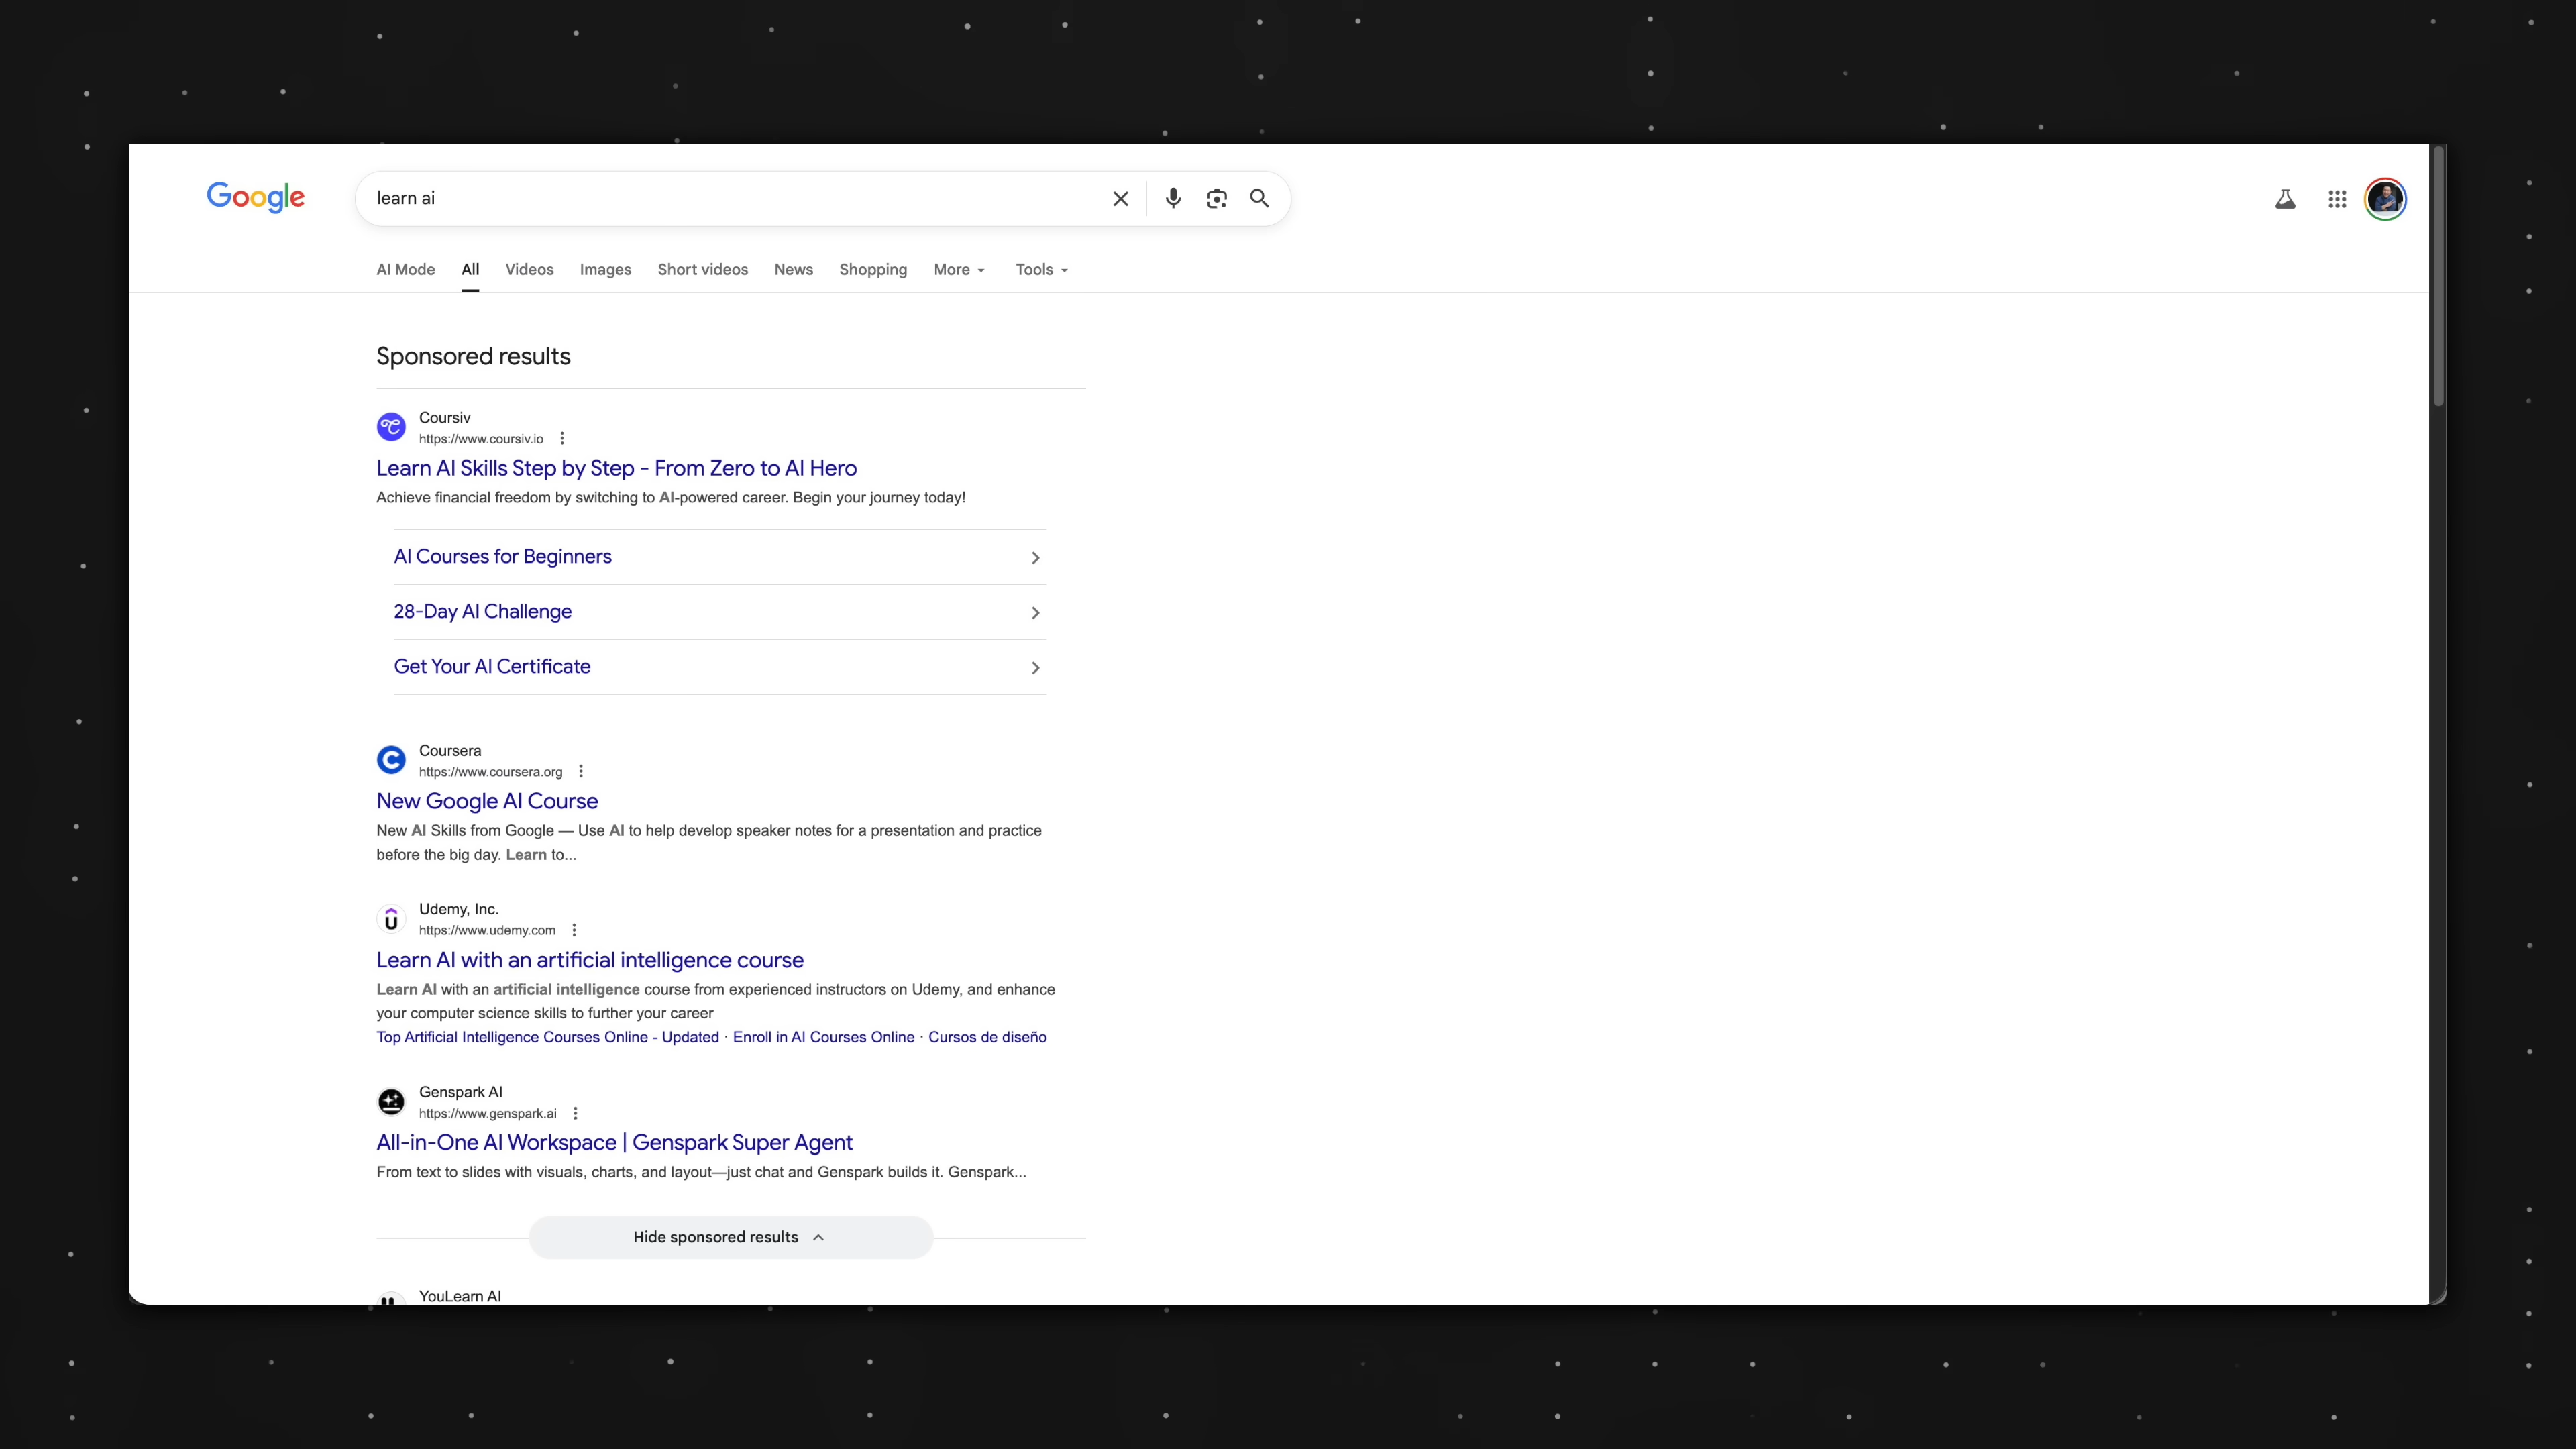 Google
learn ai
AI Mode All Videos Images Short videos News Shopping More Tools
Sponsored results
Coursiv
https://www.coursiv.io
Learn AI Skills Step by Step - From Zero to AI Hero
Achieve financial freedom by switching to AI-powered career. Begin your journey today!
AI Courses for Beginners
28-Day AI Challenge
Get Your AI Certificate
Coursera
https://www.coursera.org
New Google AI Course
New AI Skills from Google — Use AI to help develop speaker notes for a presentation and practice
before the big day. Learn to...
Udemy, Inc.
https://www.udemy.com
Learn AI with an artificial intelligence course
Learn AI with an artificial intelligence course from experienced instructors on Udemy, and enhance
your computer science skills to further your career
Top Artificial Intelligence Courses Online - Updated · Enroll in AI Courses Online · Cursos de diseño
Genspark AI
https://www.genspark.ai
All-in-One AI Workspace | Genspark Super Agent
From text to slides with visuals, charts, and layout—just chat and Genspark builds it. Genspark...
Hide sponsored results
YouLearn AI